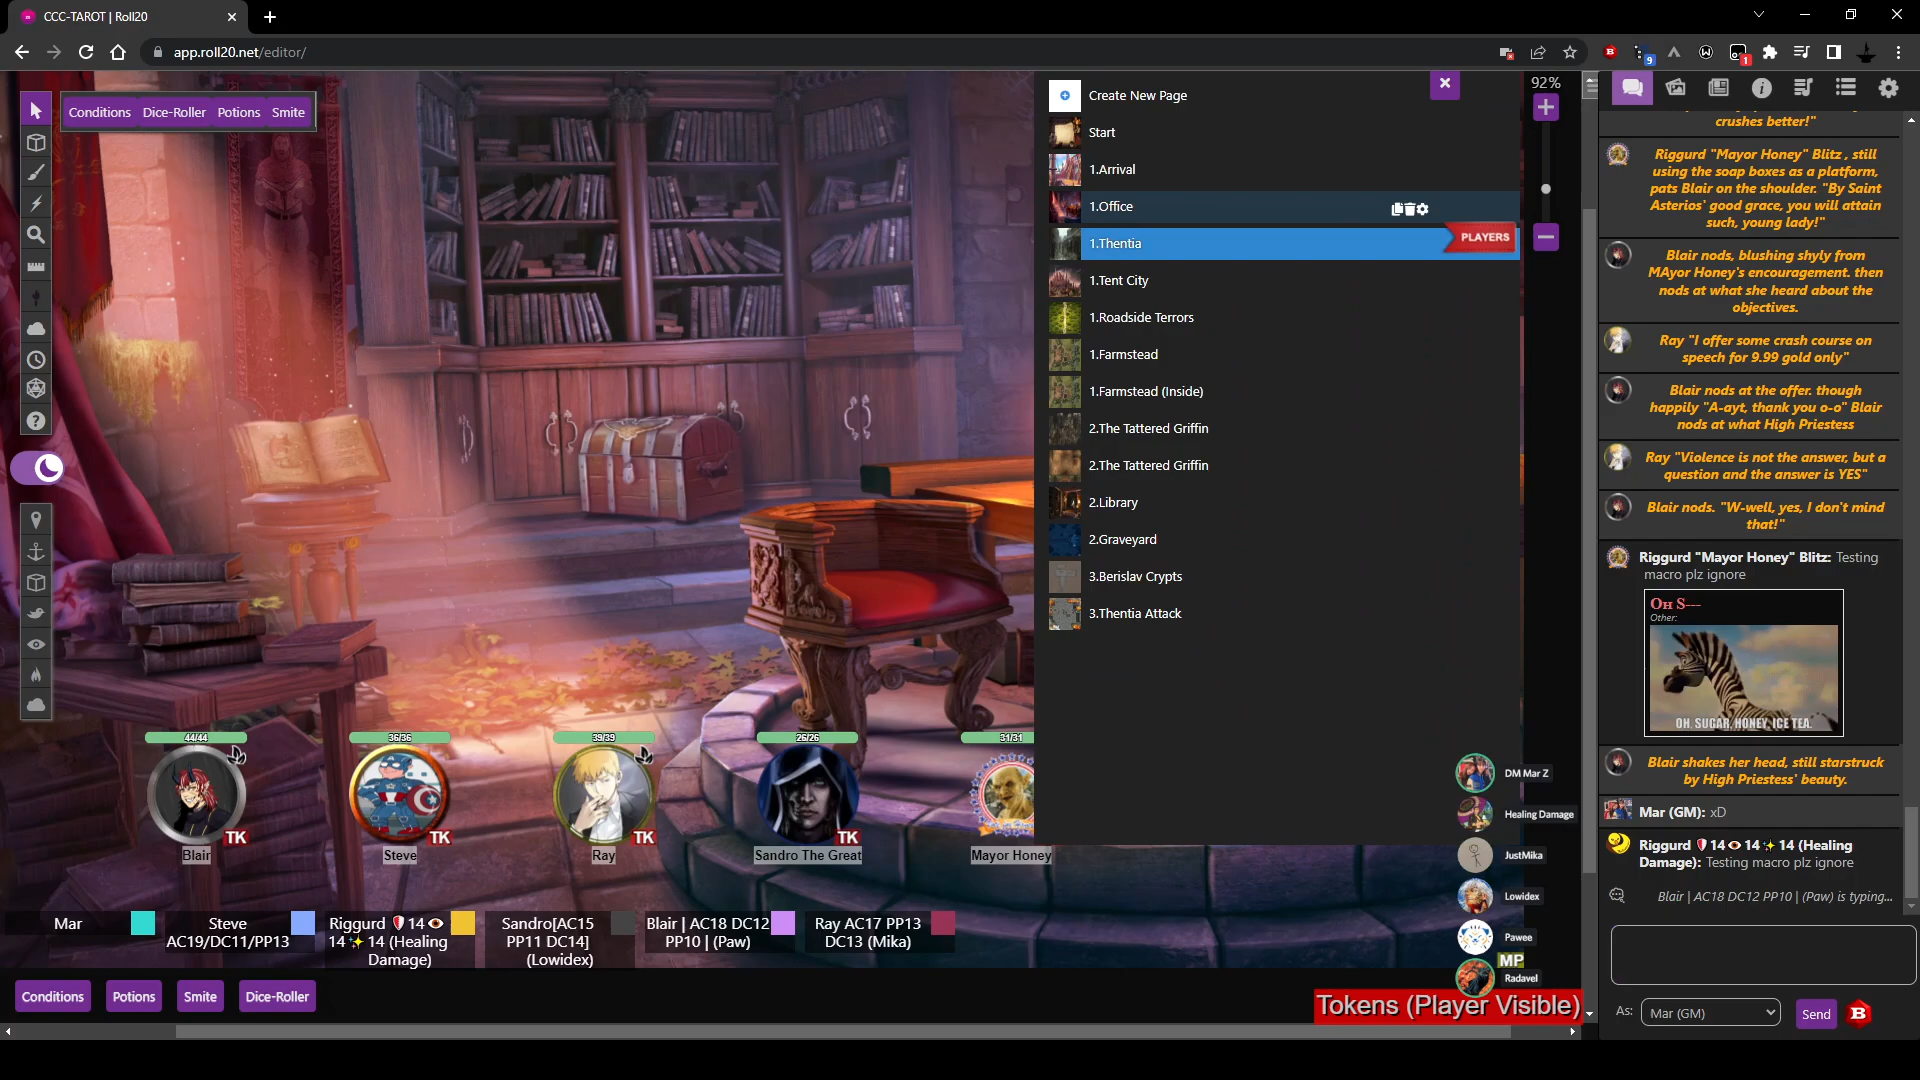 CCC-TAROT | Roll20
app.roll20.net/editor/
9
1
Conditions Dice-Roller Potions Smite
Create New Page
Start
1.Arrival
1.Office
1.Thentia
PLAYERS
1.Tent City
1.Roadside Terrors
1.Farmstead
1.Farmstead (Inside)
2.The Tattered Griffin
2.The Tattered Griffin
2.Library
2.Graveyard
3.Berislav Crypts
3.Thentia Attack
92%
44/44
36/36
39/39
26/26
31/31
TK
TK
TK
TK
Blair
Steve
Ray
Sandro The Great
Mayor Honey
DM Mar Z
Healing Damage
JustMika
Lowidex
Pawee
MP
Radavel
Mar
Steve
AC19/DC11/PP13
Riggurd 14
14 14 (Healing
Damage)
Sandro[AC15
PP11 DC14]
(Lowidex)
Blair | AC18 DC12
PP10 | (Paw)
Ray AC17 PP13
DC13 (Mika)
Conditions Potions Smite Dice-Roller
Tokens (Player Visible)
crushes better!"
Riggurd "Mayor Honey" Blitz , still
using the soap boxes as a platform,
pats Blair on the shoulder. "By Saint
Asterios' good grace, you will attain
such, young lady!"
Blair nods, blushing shyly from
MAyor Honey's encouragement. then
nods at what she heard about the
objectives.
Ray "I offer some crash course on
speech for 9.99 gold only"
Blair nods at the offer. though
happily "A-ayt, thank you o-o" Blair
nods at what High Priestess
Ray "Violence is not the answer, but a
question and the answer is YES"
Blair nods. "W-well, yes, I don't mind
that!"
Riggurd "Mayor Honey" Blitz: Testing
macro plz ignore
Oh S---
Other:
OH, SUGAR, HONEY, ICE TEA.
Blair shakes her head, still starstruck
by High Priestess' beauty.
Mar (GM): xD
Riggurd 14 14 14 (Healing
Damage): Testing macro plz ignore
Blair | AC18 DC12 PP10 | (Paw) is typing...
As: Mar (GM) Send B